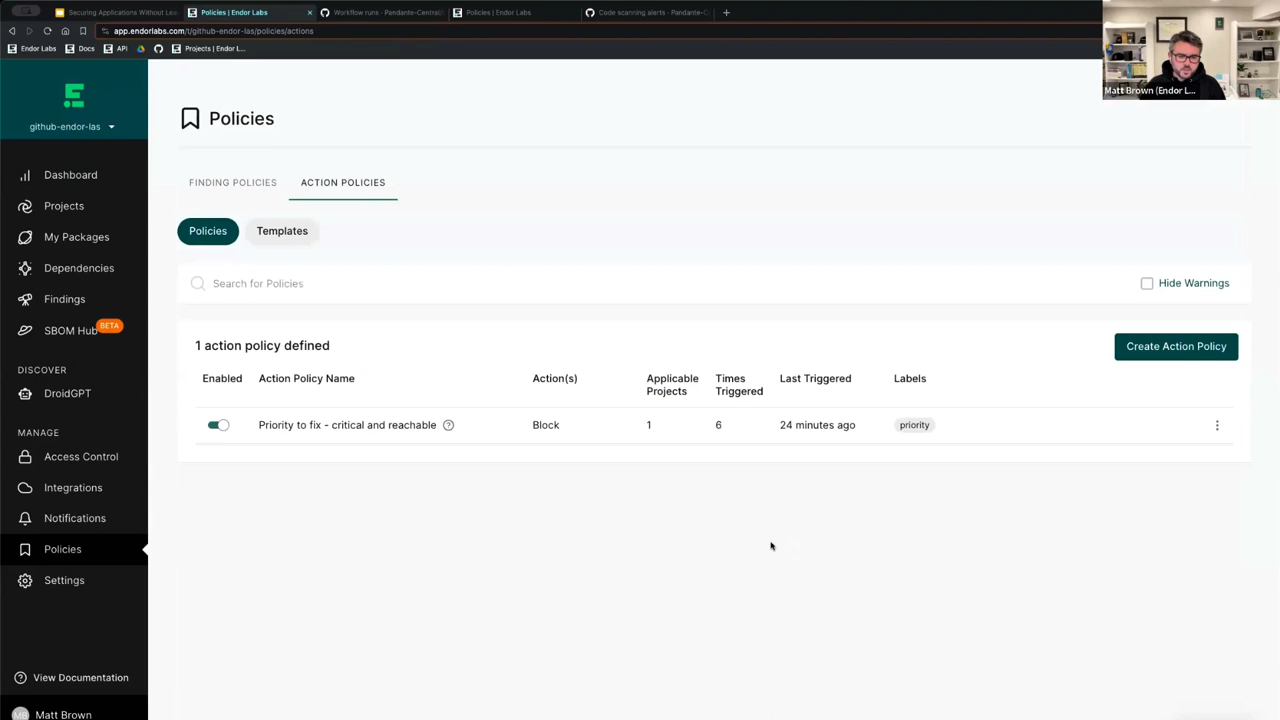 Securing Applications Without Lea
Policies | Endor Labs
Workflow runs · Pandante-Central
Policies | Endor Labs
Code scanning alerts · Pandante-C
app.endorlabs.com/t/github-endor-las/policies/actions
Endor Labs
Docs
API
Projects | Endor L...
Matt Brown (Endor L...
github-endor-las
Dashboard
Projects
My Packages
Dependencies
Findings
SBOM Hub BETA
DISCOVER
DroidGPT
MANAGE
Access Control
Integrations
Notifications
Policies
Settings
View Documentation
MB Matt Brown
Policies
FINDING POLICIES
ACTION POLICIES
Policies
Templates
Search for Policies
Hide Warnings
1 action policy defined
Create Action Policy
Enabled
Action Policy Name
Action(s)
Applicable
Projects
Times
Triggered
Last Triggered
Labels
Priority to fix - critical and reachable
Block
1
6
24 minutes ago
priority